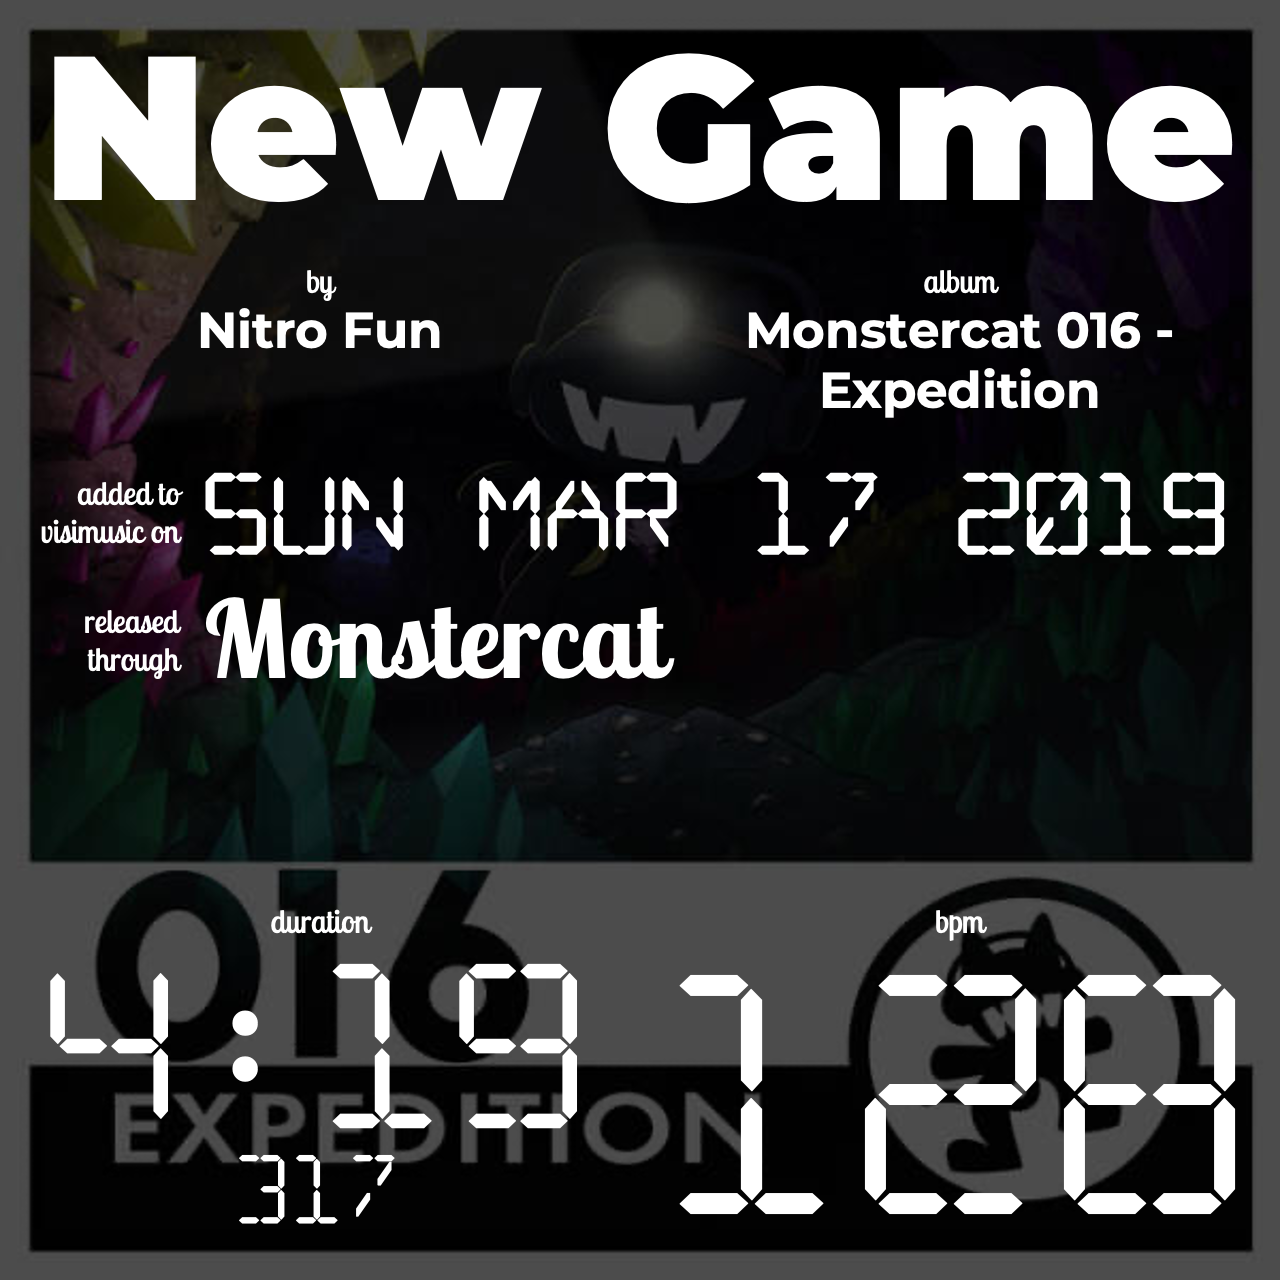 New Game
by
Nitro Fun
album
Monstercat 016 -
Expedition
added to
visimusic on
SUN MAR 17 2019
released
through
Monstercat
016
EXPEDITION
duration
4:19
317
bpm
128